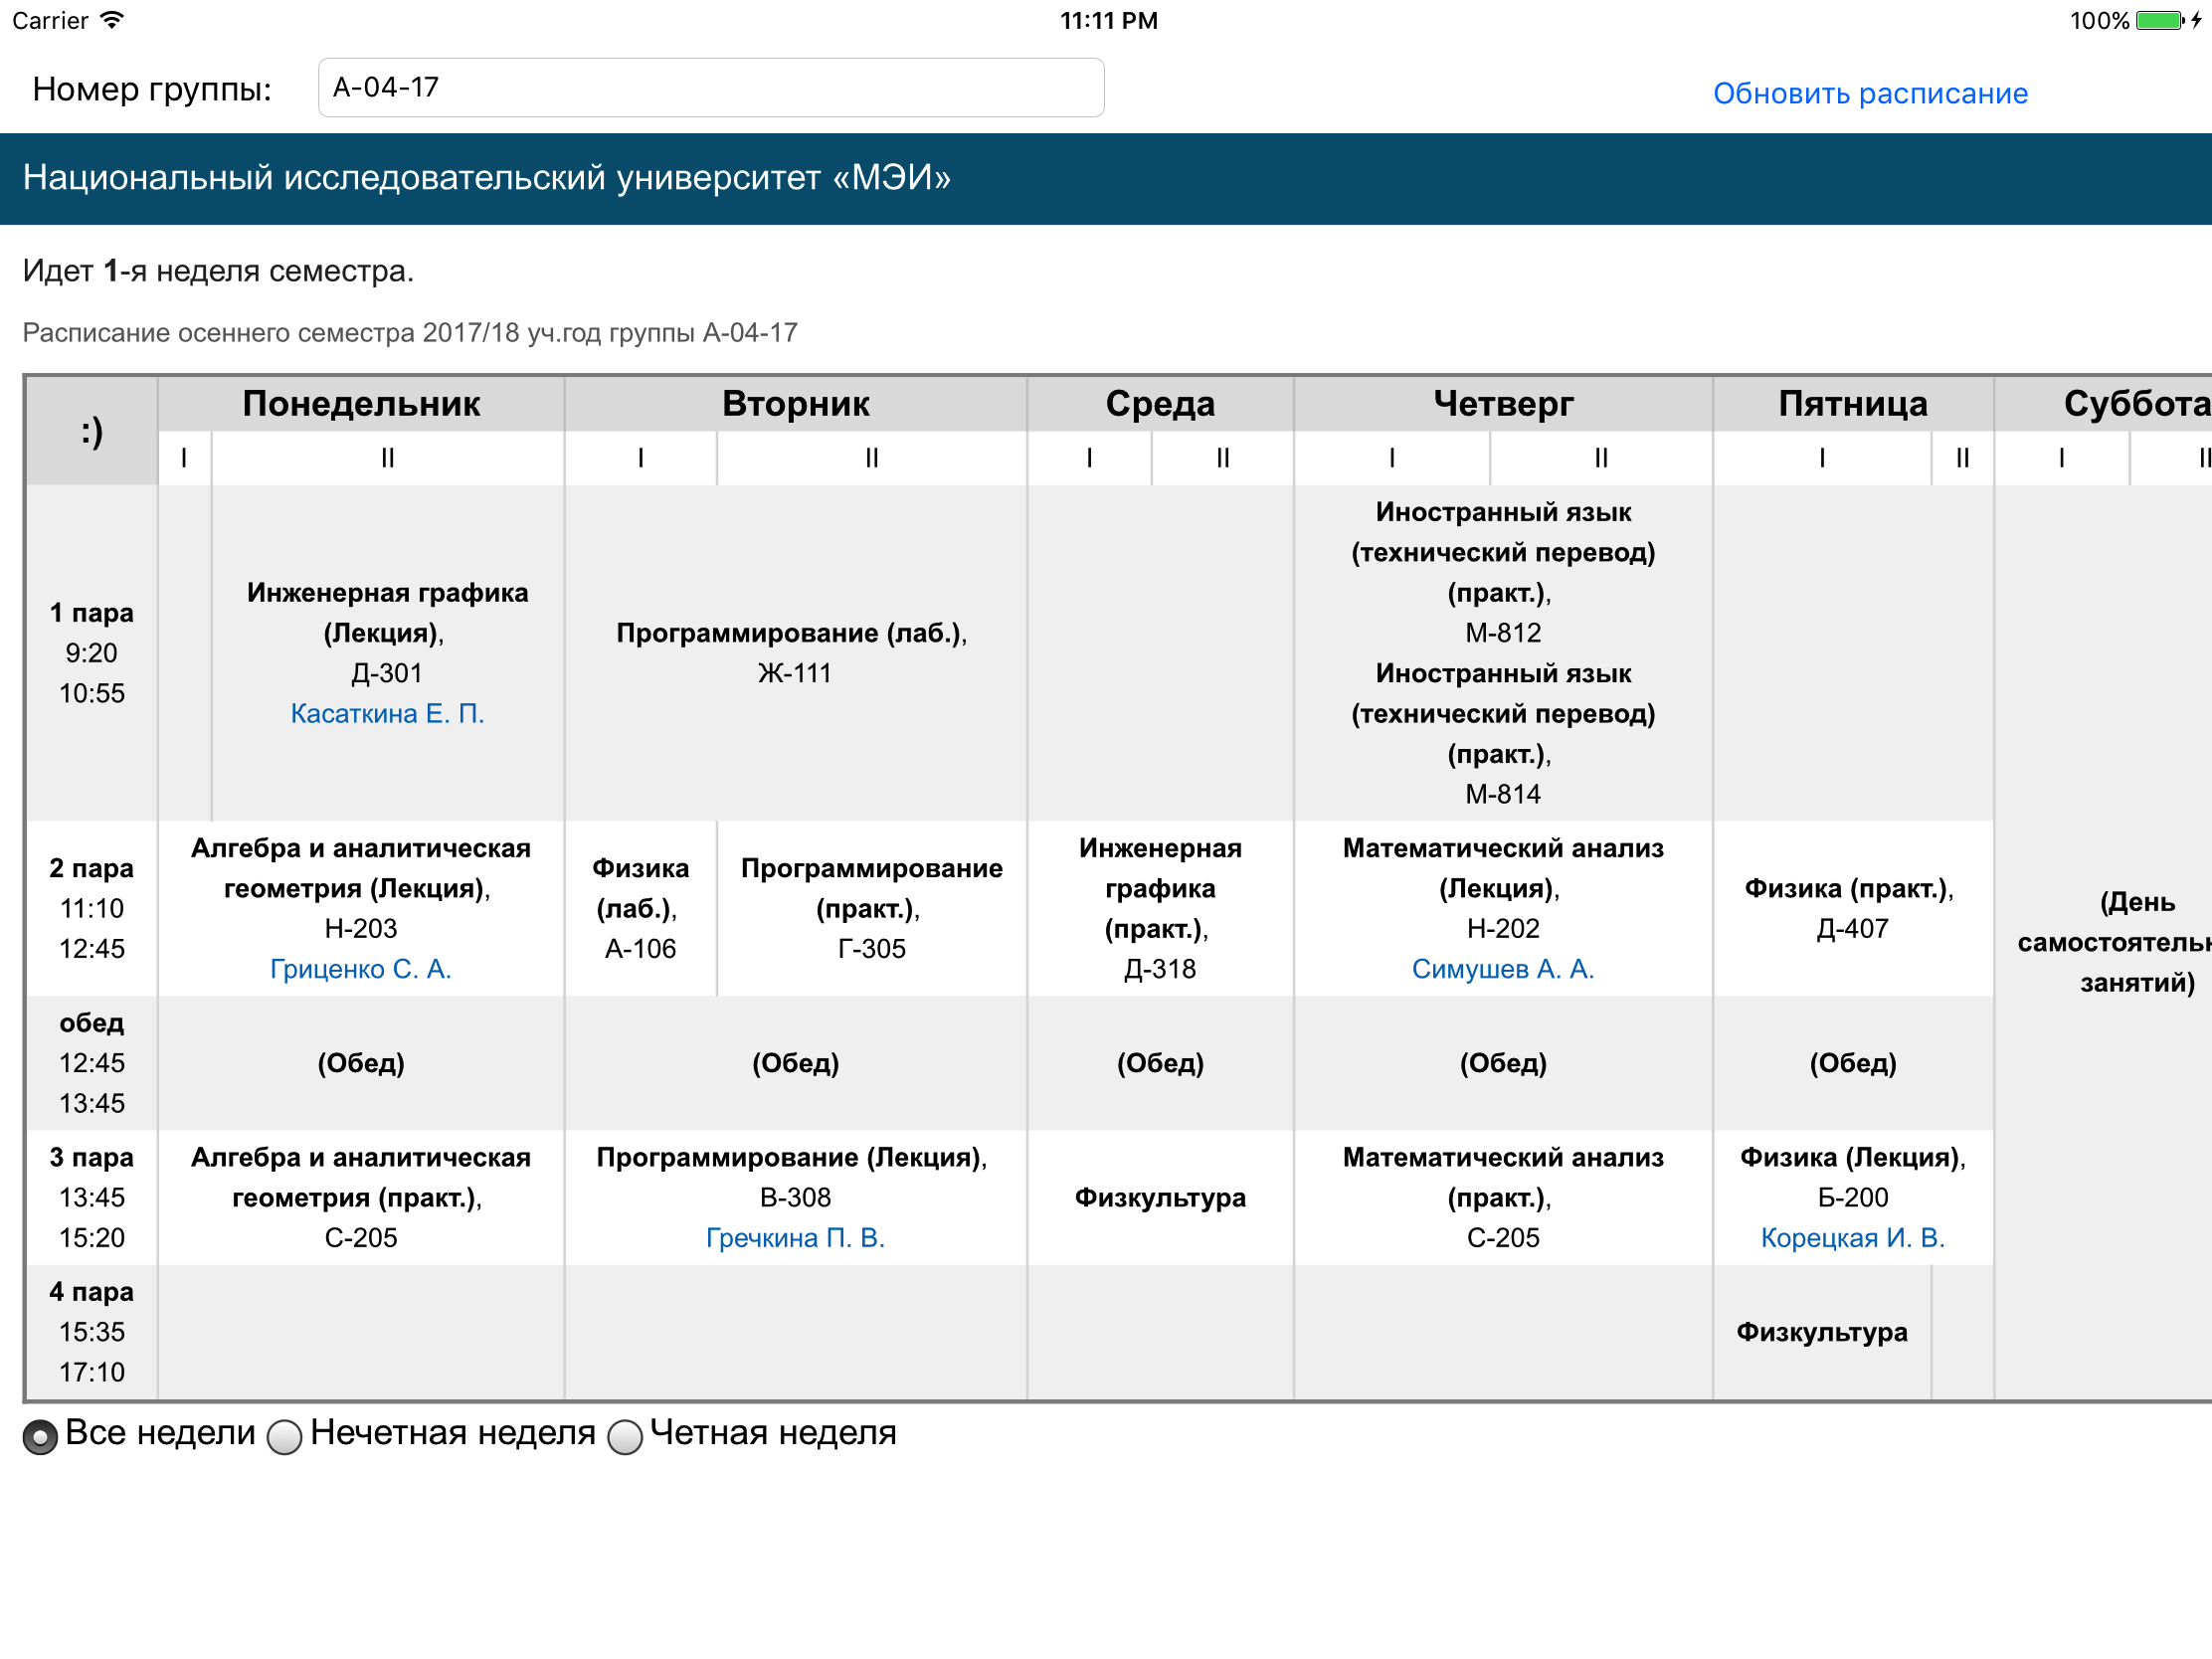 Carrier 11:11 PM 100%
Номер группы: А-04-17 Обновить расписание
Национальный исследовательский университет «МЭИ»
Идет 1-я неделя семестра.
Расписание осеннего семестра 2017/18 уч.год группы А-04-17
:) Понедельник Вторник Среда Четверг Пятница Суббота
I II I II I II I II I II I II
1 пара
9:20
10:55
Инженерная графика
(Лекция),
Д-301
Касаткина Е. П.
Программирование (лаб.),
Ж-111
Иностранный язык
(технический перевод)
(практ.),
М-812
Иностранный язык
(технический перевод)
(практ.),
М-814
2 пара
11:10
12:45
Алгебра и аналитическая
геометрия (Лекция),
Н-203
Гриценко С. А.
Физика
(лаб.),
А-106
Программирование
(практ.),
Г-305
Инженерная
графика
(практ.),
Д-318
Математический анализ
(Лекция),
Н-202
Симушев А. А.
Физика (практ.),
Д-407
(День
самостоятельн
занятий)
обед
12:45
13:45
(Обед) (Обед) (Обед) (Обед) (Обед)
3 пара
13:45
15:20
Алгебра и аналитическая
геометрия (практ.),
С-205
Программирование (Лекция),
В-308
Гречкина П. В.
Физкультура
Математический анализ
(практ.),
С-205
Физика (Лекция),
Б-200
Корецкая И. В.
4 пара
15:35
17:10
Физкультура
Все недели Нечетная неделя Четная неделя